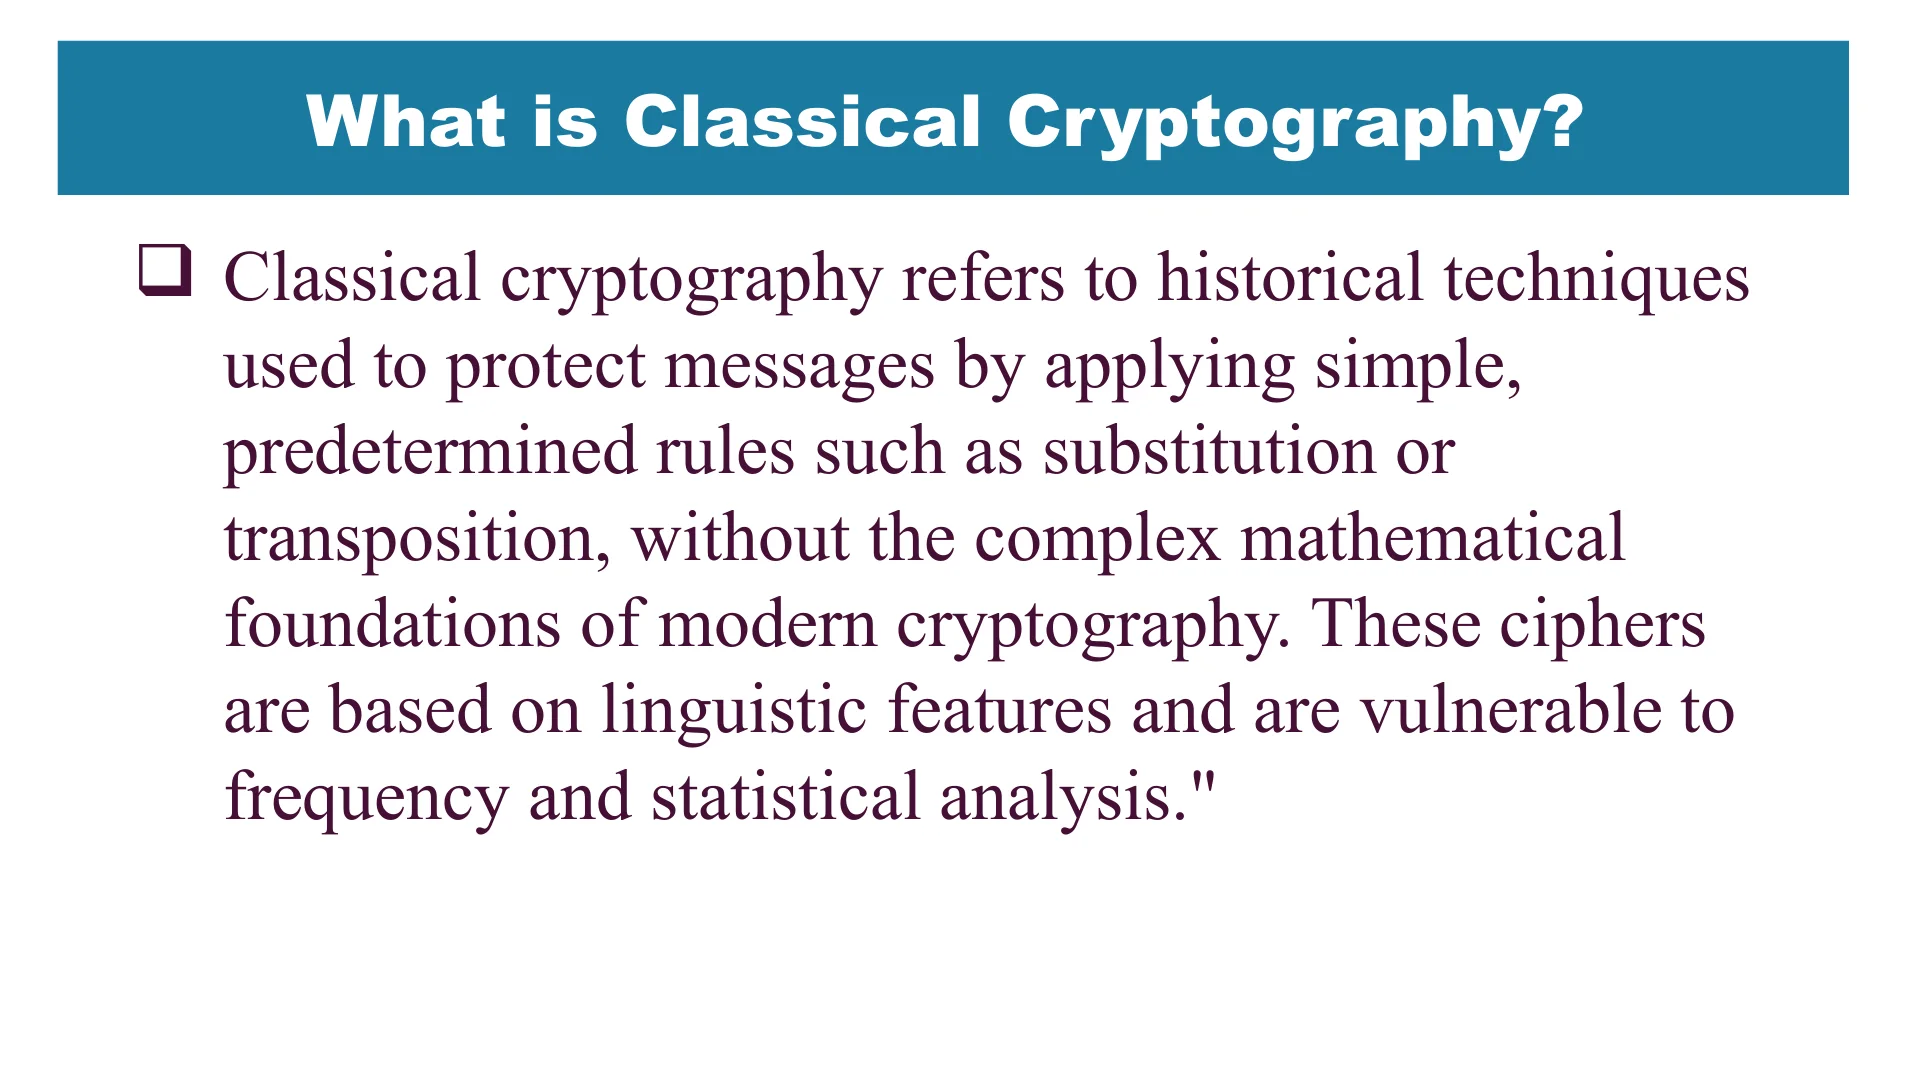 What is Classical Cryptography?
❑ Classical cryptography refers to historical techniques
used to protect messages by applying simple,
predetermined rules such as substitution or
transposition, without the complex mathematical
foundations of modern cryptography. These ciphers
are based on linguistic features and are vulnerable to
frequency and statistical analysis."